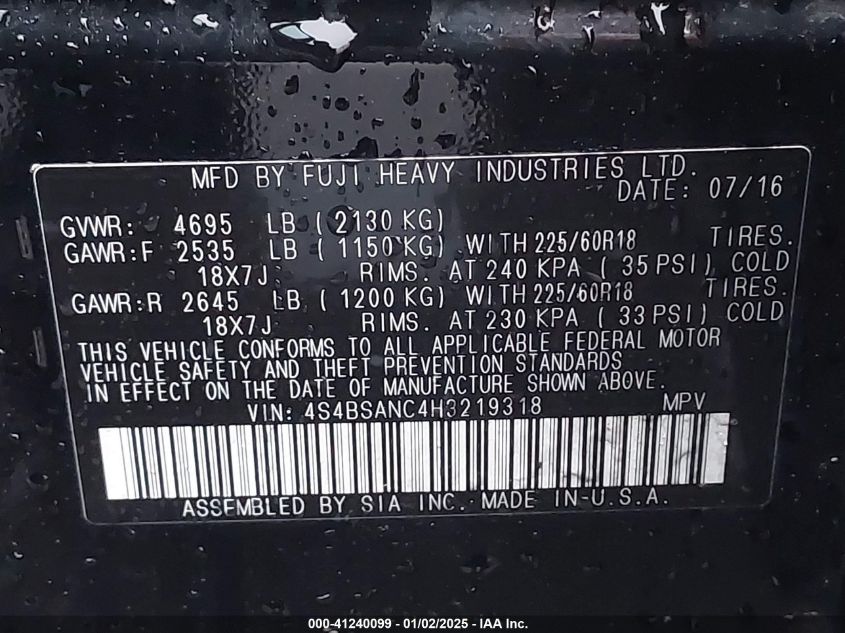 MFD BY FUJI HEAVY INDUSTRIES LTD.
DATE: 07/16
GVWR: 4695 LB ( 2130 KG)
GAWR:F 2535 LB ( 1150 KG) WITH 225/60R18 TIRES.
18X7J RIMS. AT 240 KPA ( 35 PSI) COLD
GAWR:R 2645 LB ( 1200 KG) WITH 225/60R18 TIRES.
18X7J RIMS. AT 230 KPA ( 33 PSI) COLD
THIS VEHICLE CONFORMS TO ALL APPLICABLE FEDERAL MOTOR
VEHICLE SAFETY AND THEFT PREVENTION STANDARDS
IN EFFECT ON THE DATE OF MANUFACTURE SHOWN ABOVE.
VIN: 4S4BSANC4H3219318 MPV
ASSEMBLED BY SIA INC. MADE IN U.S.A.
000-41240099 - 01/02/2025 - IAA Inc.